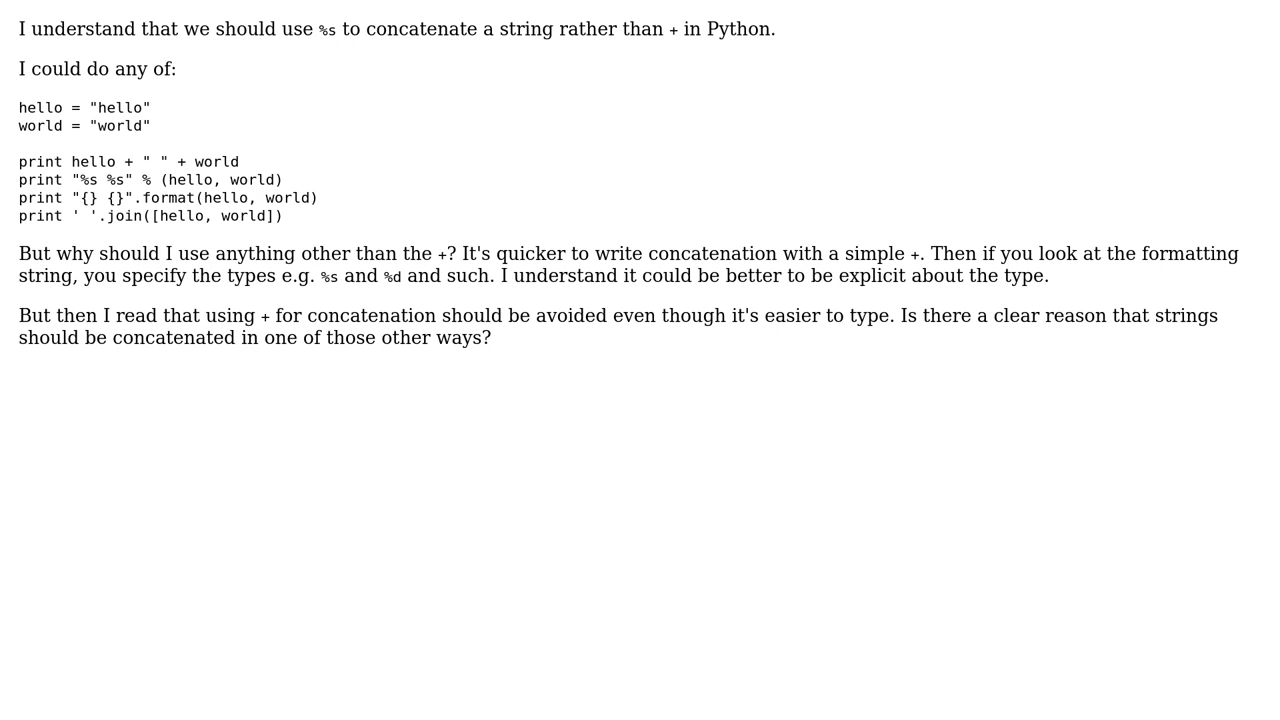 I understand that we should use %s to concatenate a string rather than + in Python.
I could do any of:
hello = "hello"
world = "world"
print hello + " " + world
print "%s %s" % (hello, world)
print "{} {}".format(hello, world)
print ' '.join([hello, world])
But why should I use anything other than the +? It's quicker to write concatenation with a simple +. Then if you look at the formatting
string, you specify the types e.g. %s and %d and such. I understand it could be better to be explicit about the type.
But then I read that using + for concatenation should be avoided even though it's easier to type. Is there a clear reason that strings
should be concatenated in one of those other ways?